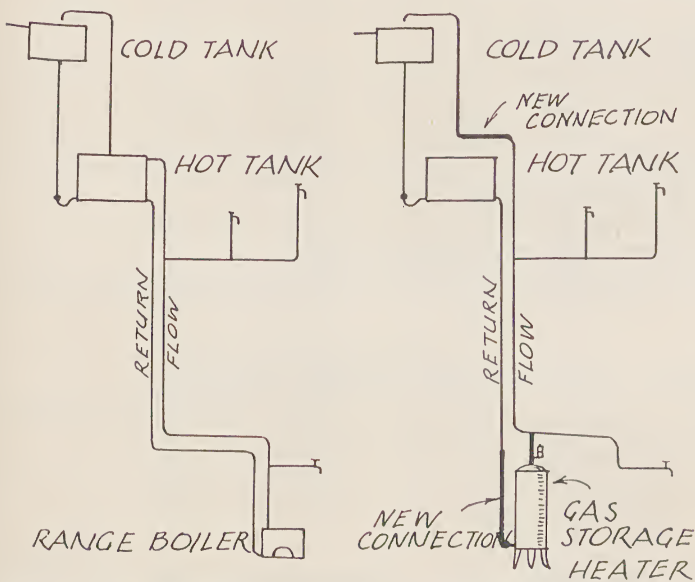 COLD TANK
HOT TANK
RETURN
FLOW
RANGE BOILER
COLD TANK
NEW
CONNECTION
HOT TANK
RETURN
FLOW
NEW
CONNECTION
GAS
STORAGE
HEATER